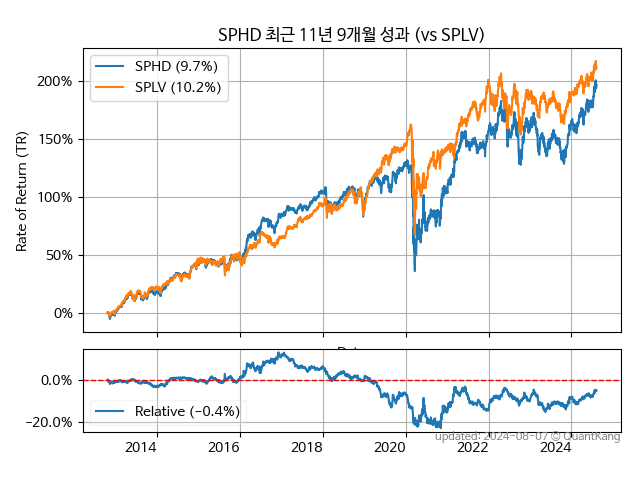 SPHD 최근 11년 9개월 성과 (vs SPLV)
SPHD (9.7%)
SPLV (10.2%)
Rate of Return (TR)
200%
150%
100%
50%
0%
0.0%
−20.0%
Relative (−0.4%)
2014 2016 2018 2020 2022 2024
updated: 2024-08-07 © QuantKang